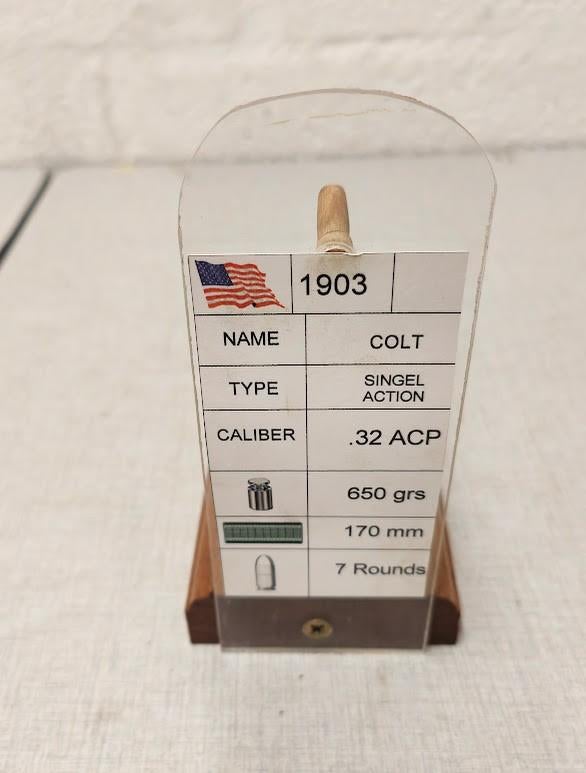 1903
NAME COLT
TYPE SINGEL
ACTION
CALIBER .32 ACP
650 grs
170 mm
7 Rounds